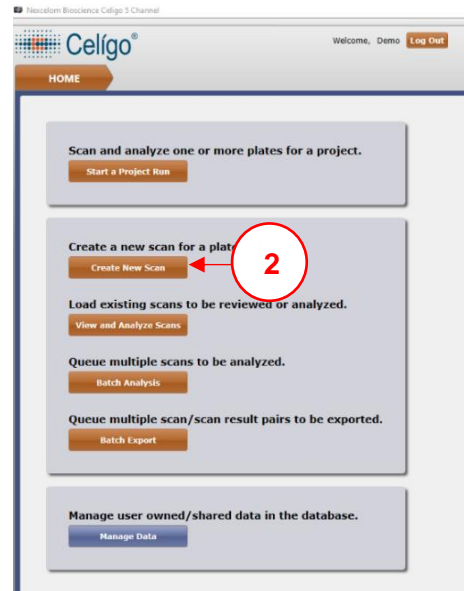 Nexcelom Bioscience Celigo 5 Channel
Celígo®
Welcome, Demo Log Out
HOME
Scan and analyze one or more plates for a project.
Start a Project Run
Create a new scan for a plate
Create New Scan
2
Load existing scans to be reviewed or analyzed.
View and Analyze Scans
Queue multiple scans to be analyzed.
Batch Analysis
Queue multiple scan/scan result pairs to be exported.
Batch Export
Manage user owned/shared data in the database.
Manage Data